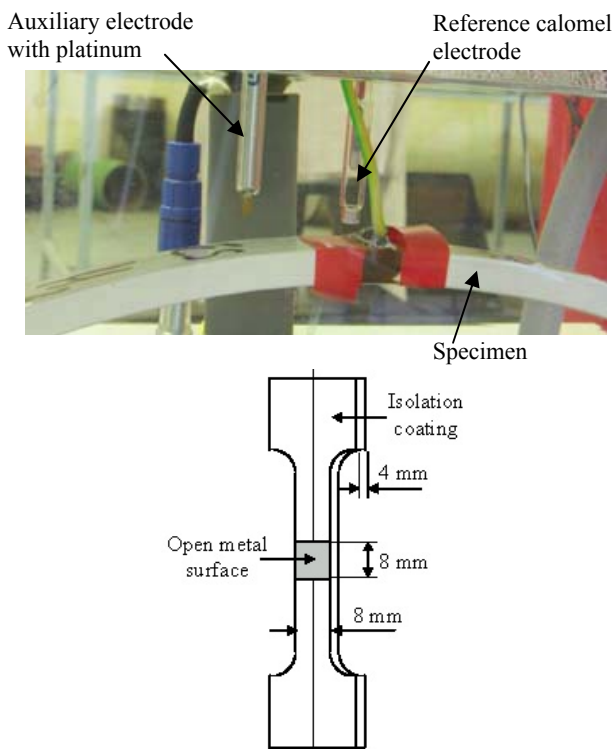 Auxiliary electrode
with platinum
Reference calomel
electrode
Specimen
Isolation
coating
4 mm
Open metal
surface
8 mm
8 mm